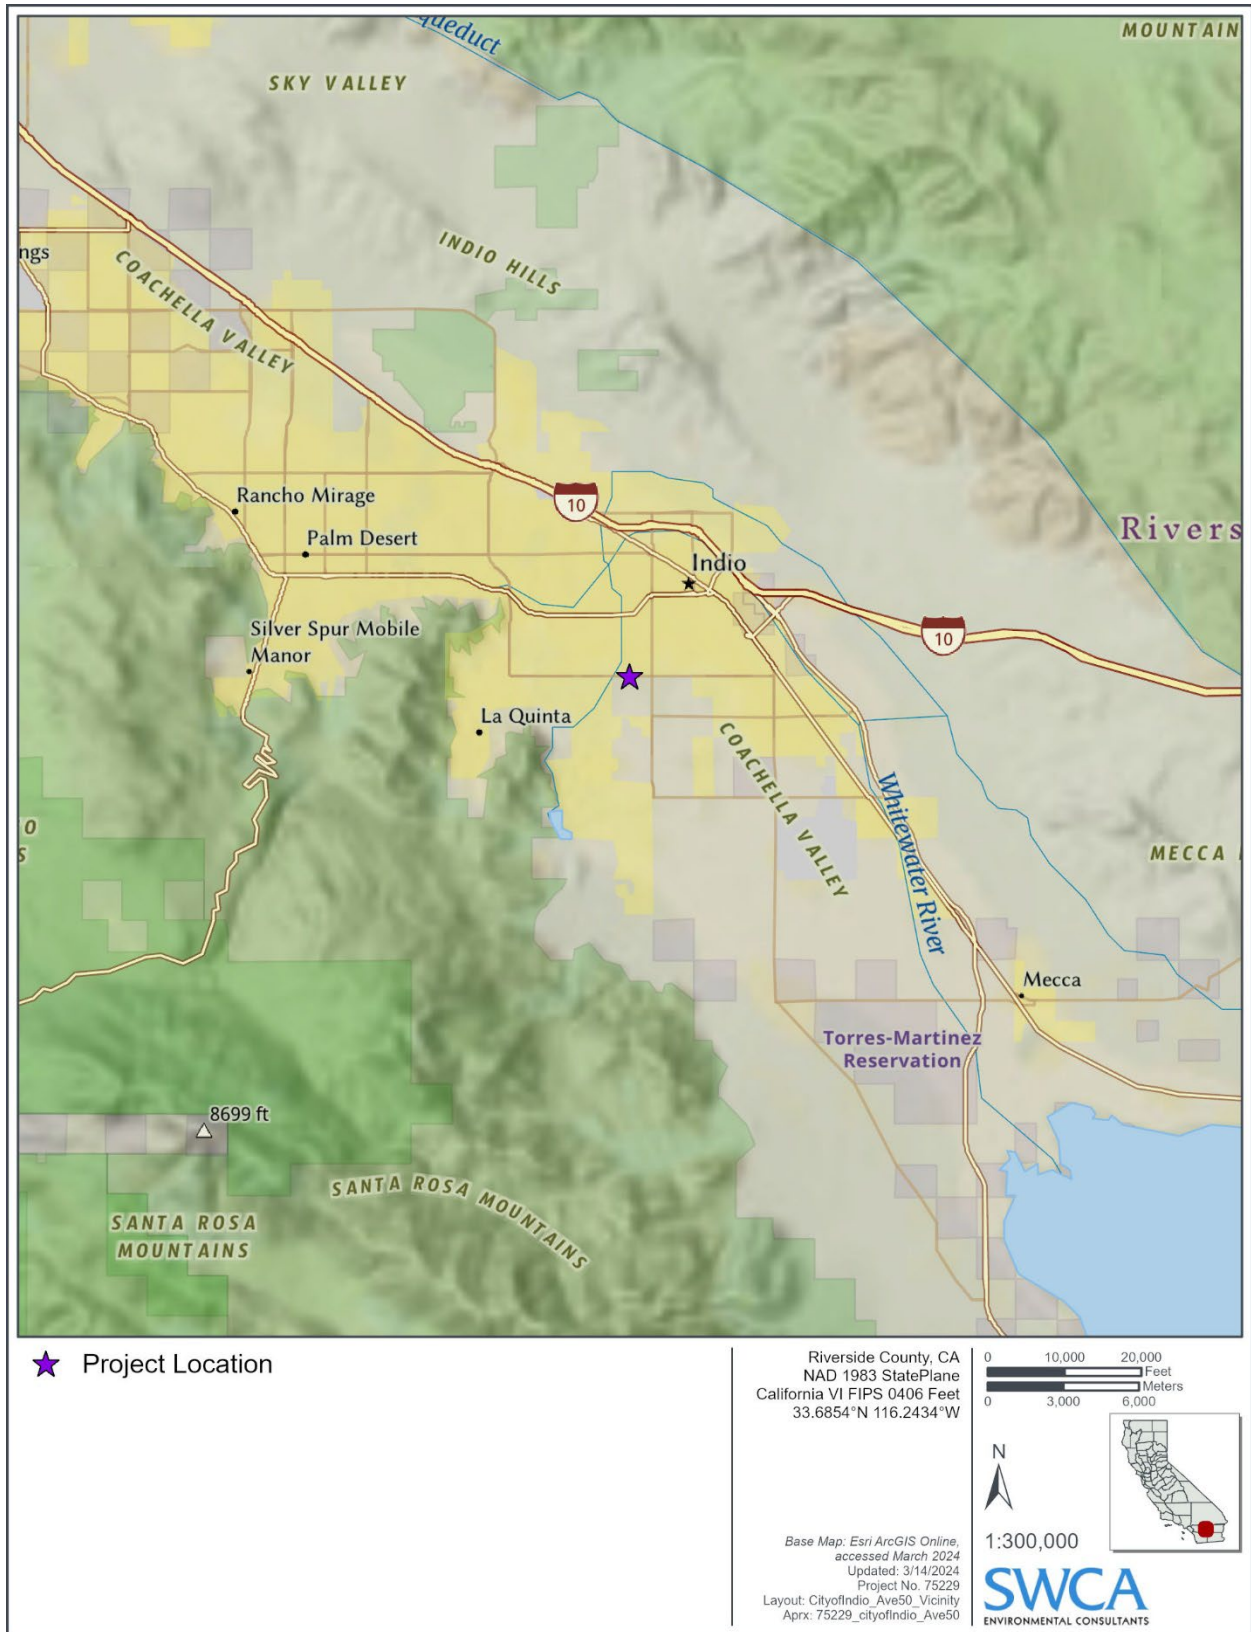 queduct
MOUNTAIN
SKY VALLEY
INDIO HILLS
ngs
COACHELLA VALLEY
Rancho Mirage
10
Palm Desert
Indio
Rivers
Silver Spur Mobile
Manor
10
La Quinta
COACHELLA VALLEY
Whitewater River
O
S
MECCA
Mecca
Torres-Martinez
Reservation
8699 ft
SANTA ROSA MOUNTAINS
SANTA ROSA
MOUNTAINS
Project Location
Riverside County, CA
NAD 1983 StatePlane
California VI FIPS 0406 Feet
33.6854°N 116.2434°W
0 10,000 20,000
Feet
Meters
0 3,000 6,000
N
1:300,000
Base Map: Esri ArcGIS Online,
accessed March 2024
Updated: 3/14/2024
Project No. 75229
Layout: CityofIndio_Ave50_Vicinity
Aprx: 75229_cityofIndio_Ave50
SWCA
ENVIRONMENTAL CONSULTANTS